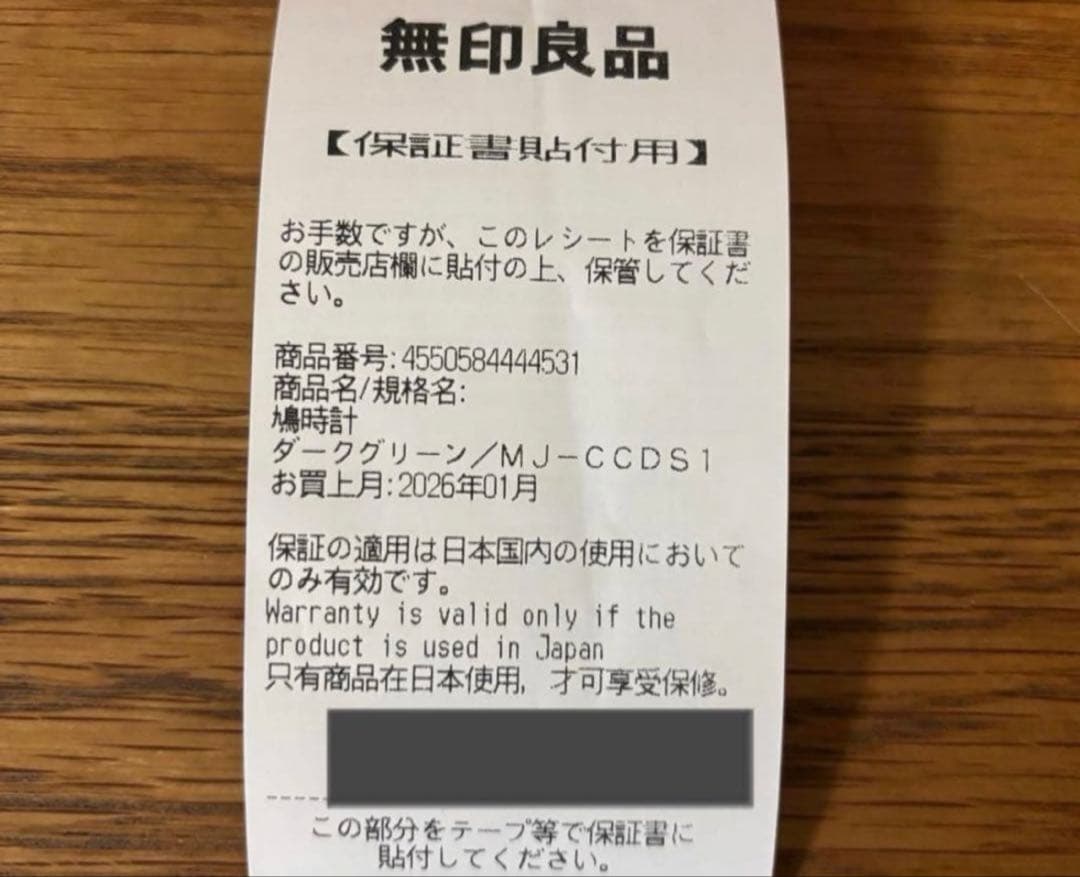 無印良品
【保証書貼付用】
お手数ですが、このレシートを保証書
の販売店欄に貼付の上、保管してくだ
さい。
商品番号:4550584444531
商品名/規格名:
鳩時計
ダークグリーン／ＭＪ－ＣＣＤＳ１
お買上月:2026年01月
保証の適用は日本国内の使用において
のみ有効です。
Warranty is valid only if the
product is used in Japan
只有商品在日本使用，才可享受保修。
この部分をテープ等で保証書に
貼付してください。